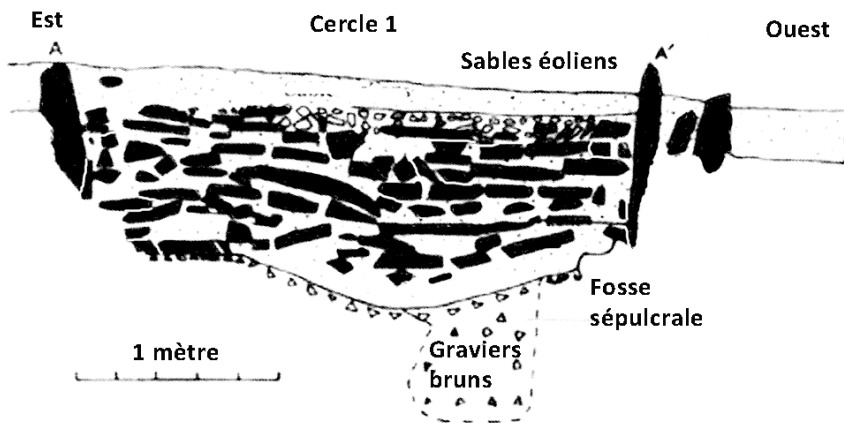 Est
Cercle 1
Ouest
A
Sables éoliens
A'
Fosse
sépulcrale
1 mètre
Graviers
bruns